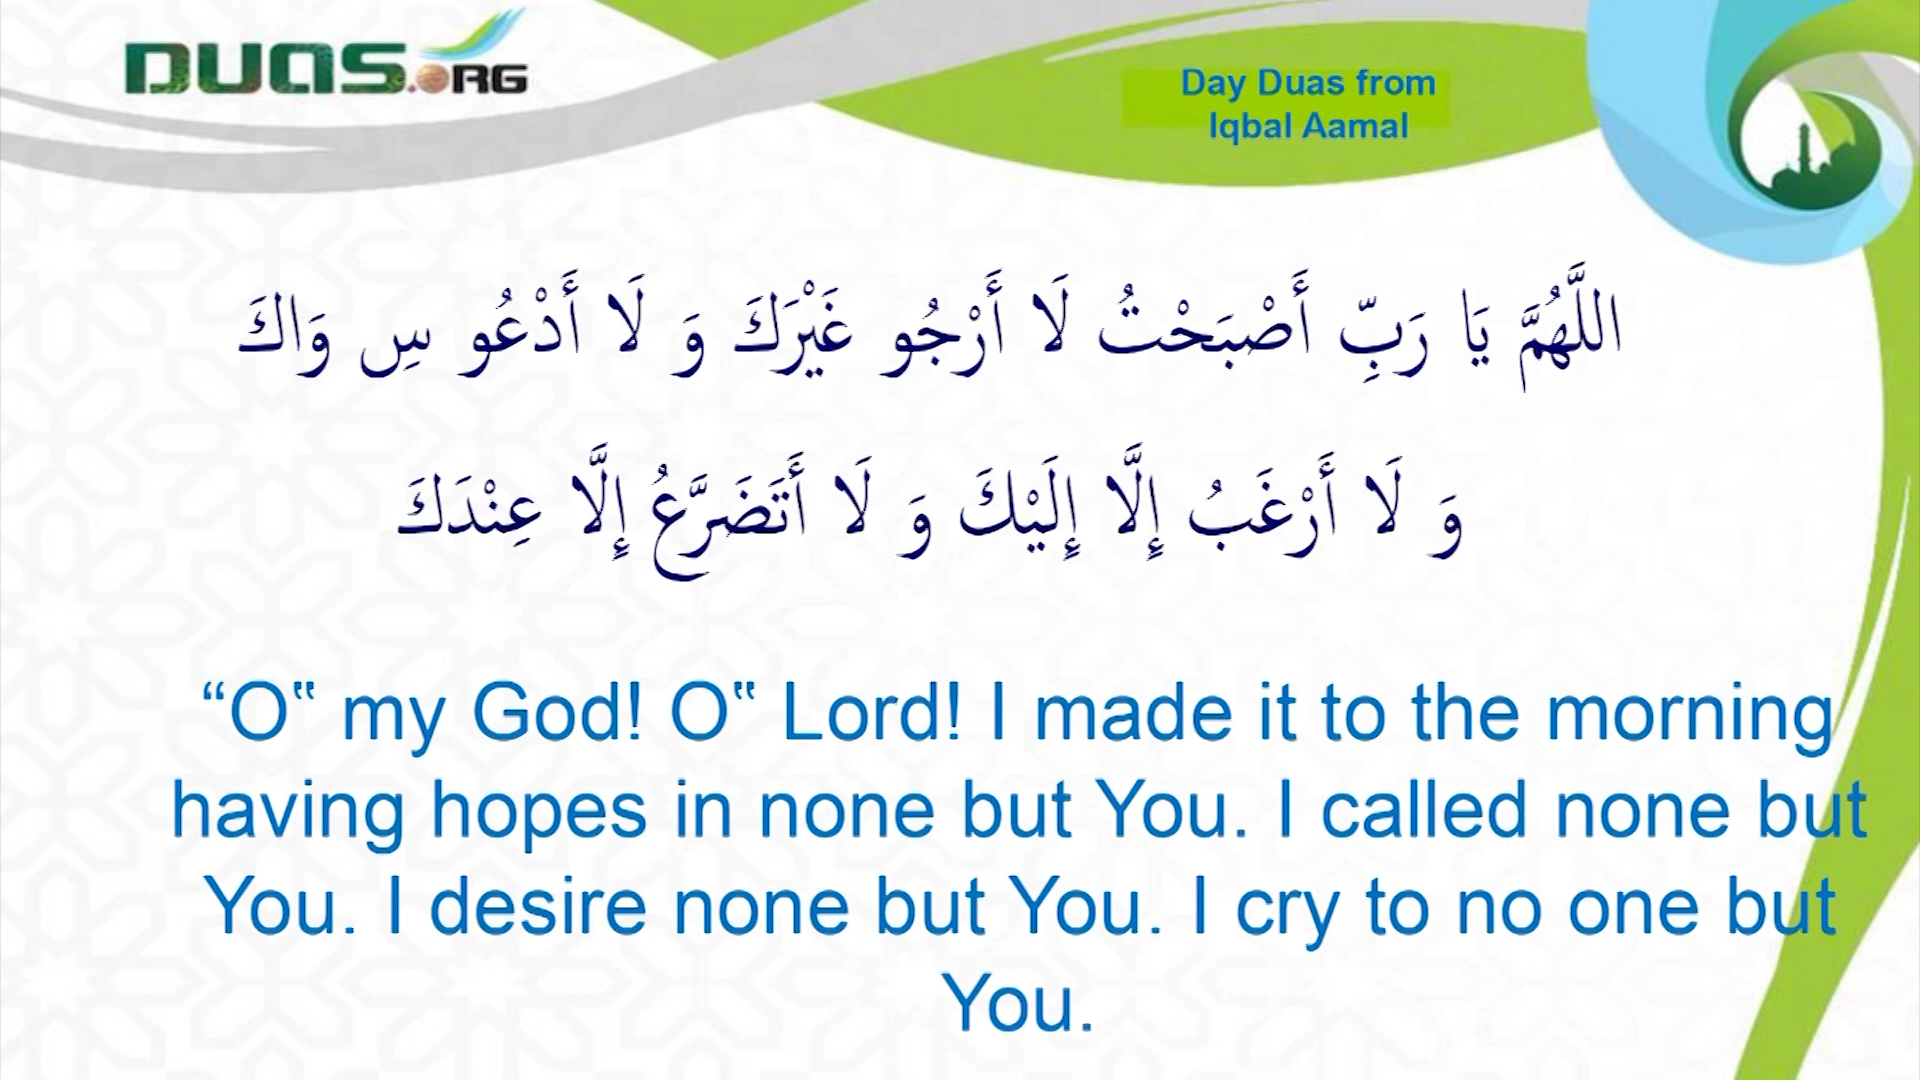 DUAS.ORG
Day Duas from
Iqbal Aamal
اللَّهُمَّ يَا رَبِّ أَصْبَحْتُ لَا أَرْجُو غَيْرَكَ وَ لَا أَدْعُو سِ وَاكَ
وَ لَا أَرْغَبُ إِلَّا إِلَيْكَ وَ لَا أَتَضَرَّعُ إِلَّا عِنْدَكَ
“O‟ my God! O‟ Lord! I made it to the morning
having hopes in none but You. I called none but
You. I desire none but You. I cry to no one but
You.